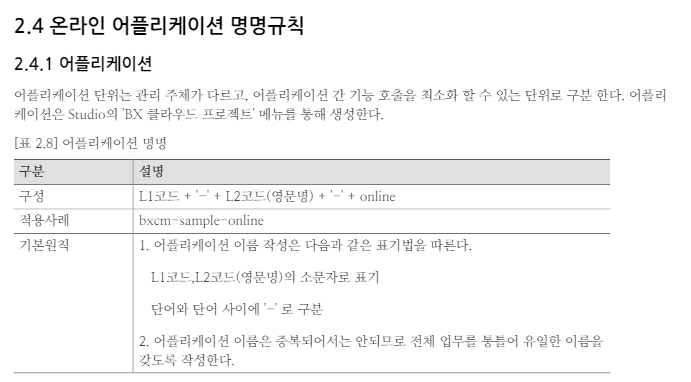 2.4 온라인 어플리케이션 명명규칙
2.4.1 어플리케이션
어플리케이션 단위는 관리 주체가 다르고, 어플리케이션 간 기능 호출을 최소화 할 수 있는 단위로 구분 한다. 어플리
케이션은 Studio의 'BX 클라우드 프로젝트' 메뉴를 통해 생성한다.
[표 2.8] 어플리케이션 명명
구분 설명
구성 L1코드 + '-' + L2코드(영문명) + '-' + online
적용사례 bxcm-sample-online
기본원칙 1. 어플리케이션 이름 작성은 다음과 같은 표기법을 따른다.
L1코드,L2코드(영문명)의 소문자로 표기
단어와 단어 사이에 '-' 로 구분
2. 어플리케이션 이름은 중복되어서는 안되므로 전체 업무를 통틀어 유일한 이름을
갖도록 작성한다.